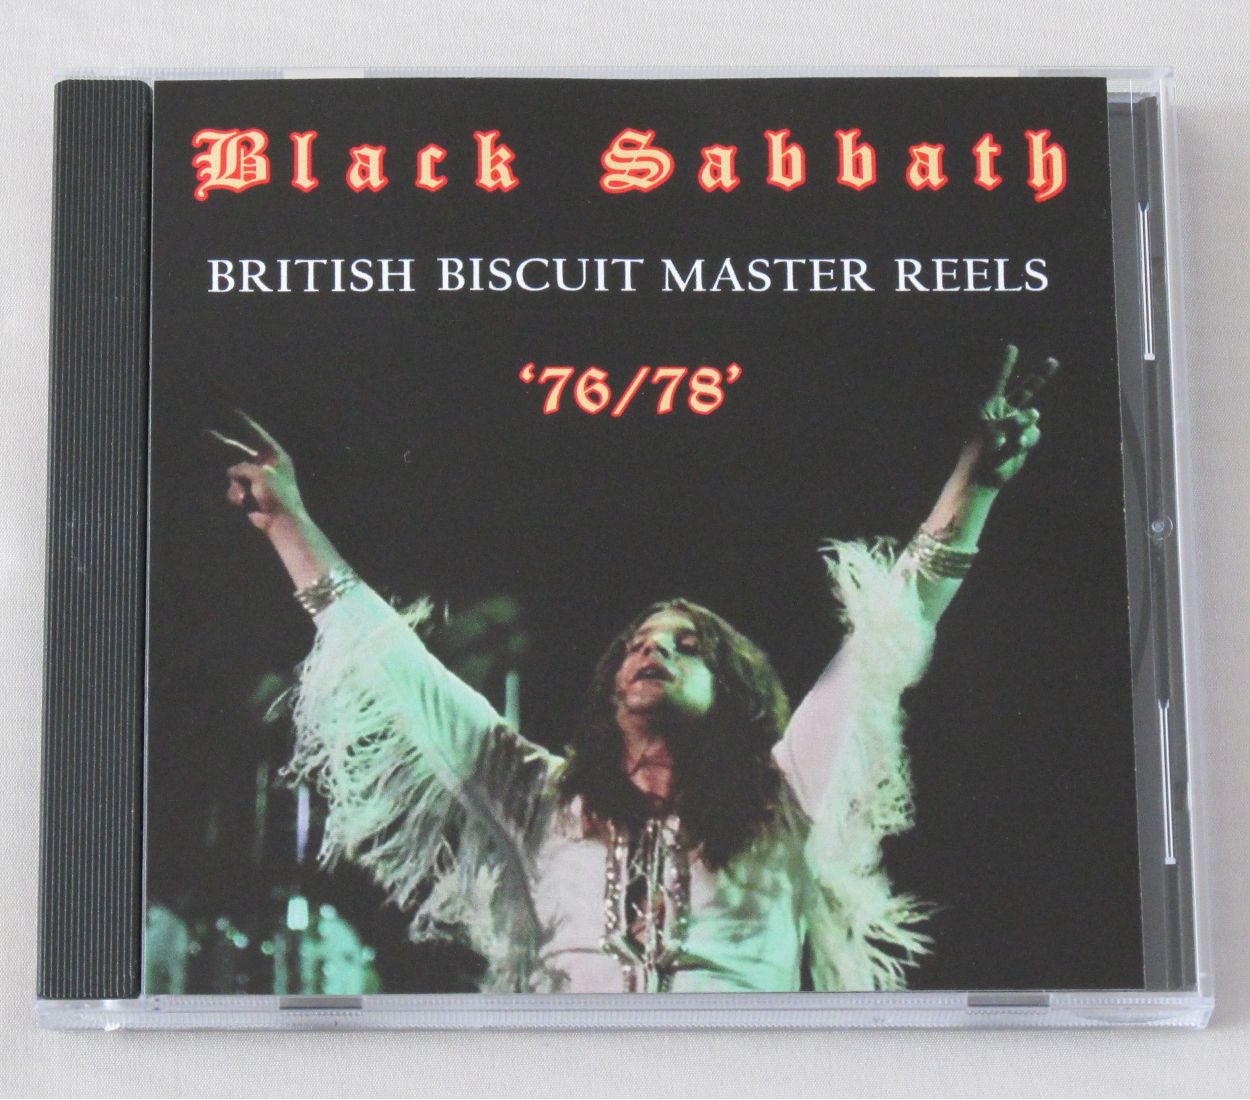 Black Sabbath
BRITISH BISCUIT MASTER REELS
‘76/78’